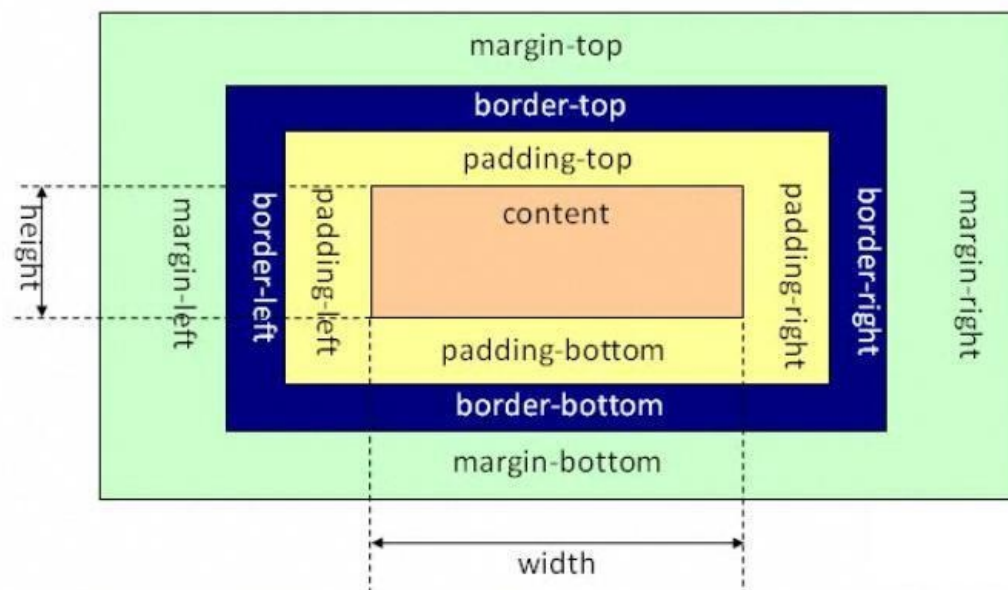 margin-top
border-top
padding-top
content
height
margin-left
border-left
padding-left
padding-right
border-right
margin-right
padding-bottom
border-bottom
margin-bottom
width